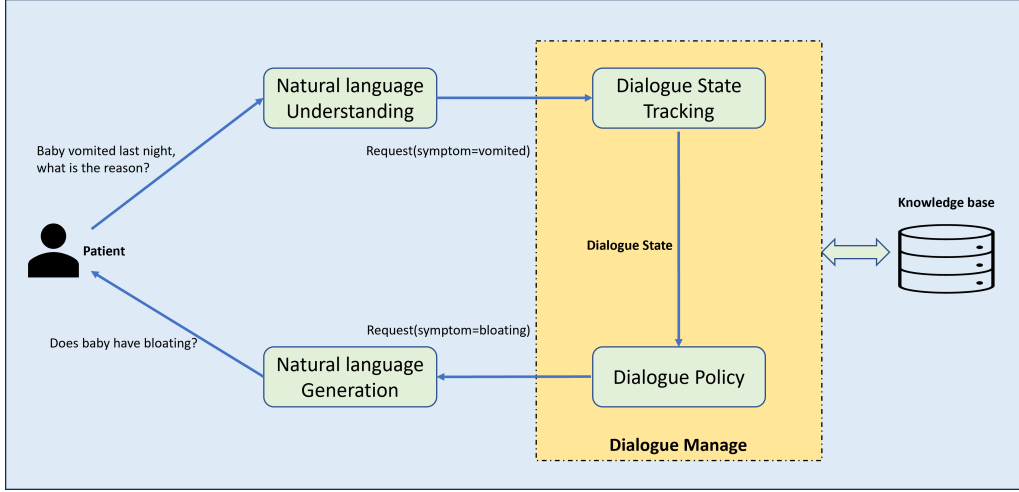 Natural language
Understanding
Dialogue State
Tracking
Baby vomited last night,
what is the reason?
Request(symptom=vomited)
Knowledge base
Patient
Dialogue State
Request(symptom=bloating)
Does baby have bloating?
Natural language
Generation
Dialogue Policy
Dialogue Manage